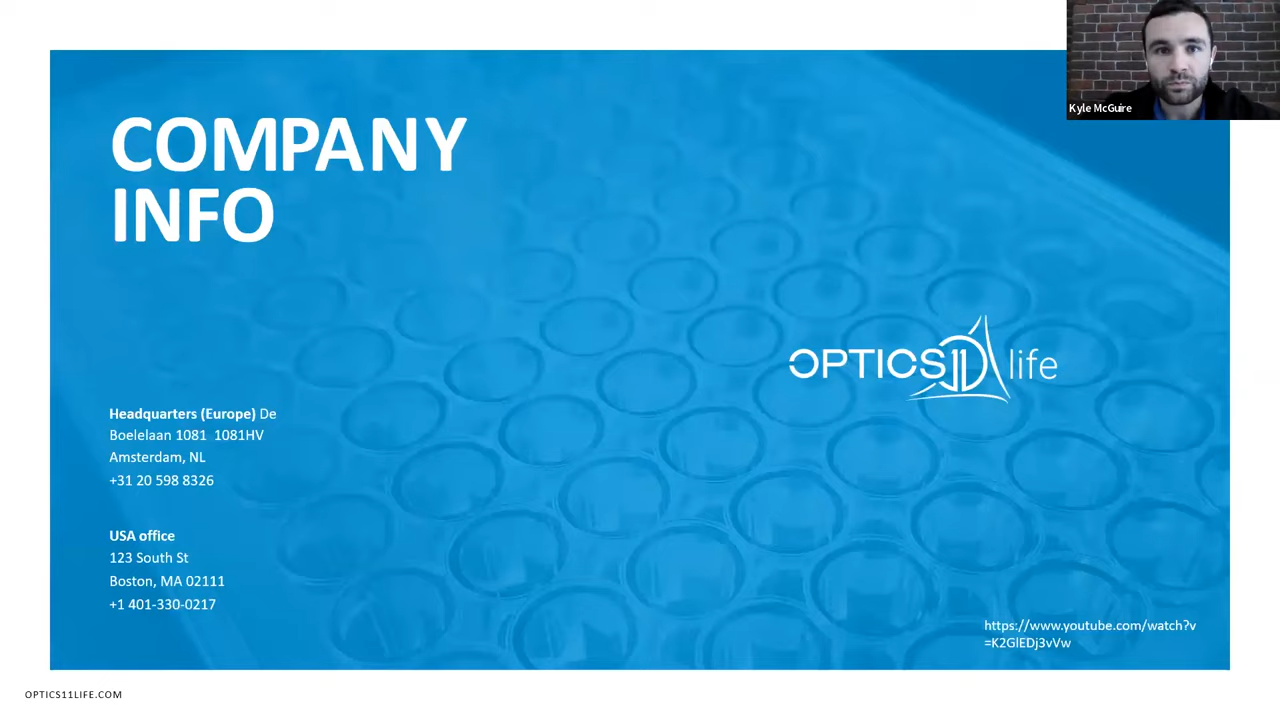 Kyle McGuire
COMPANY
INFO
OPTICS11 life
Headquarters (Europe) De
Boelelaan 1081 1081HV
Amsterdam, NL
+31 20 598 8326
USA office
123 South St
Boston, MA 02111
+1 401-330-0217
https://www.youtube.com/watch?v
=K2GlEDj3vVw
OPTICS11LIFE.COM